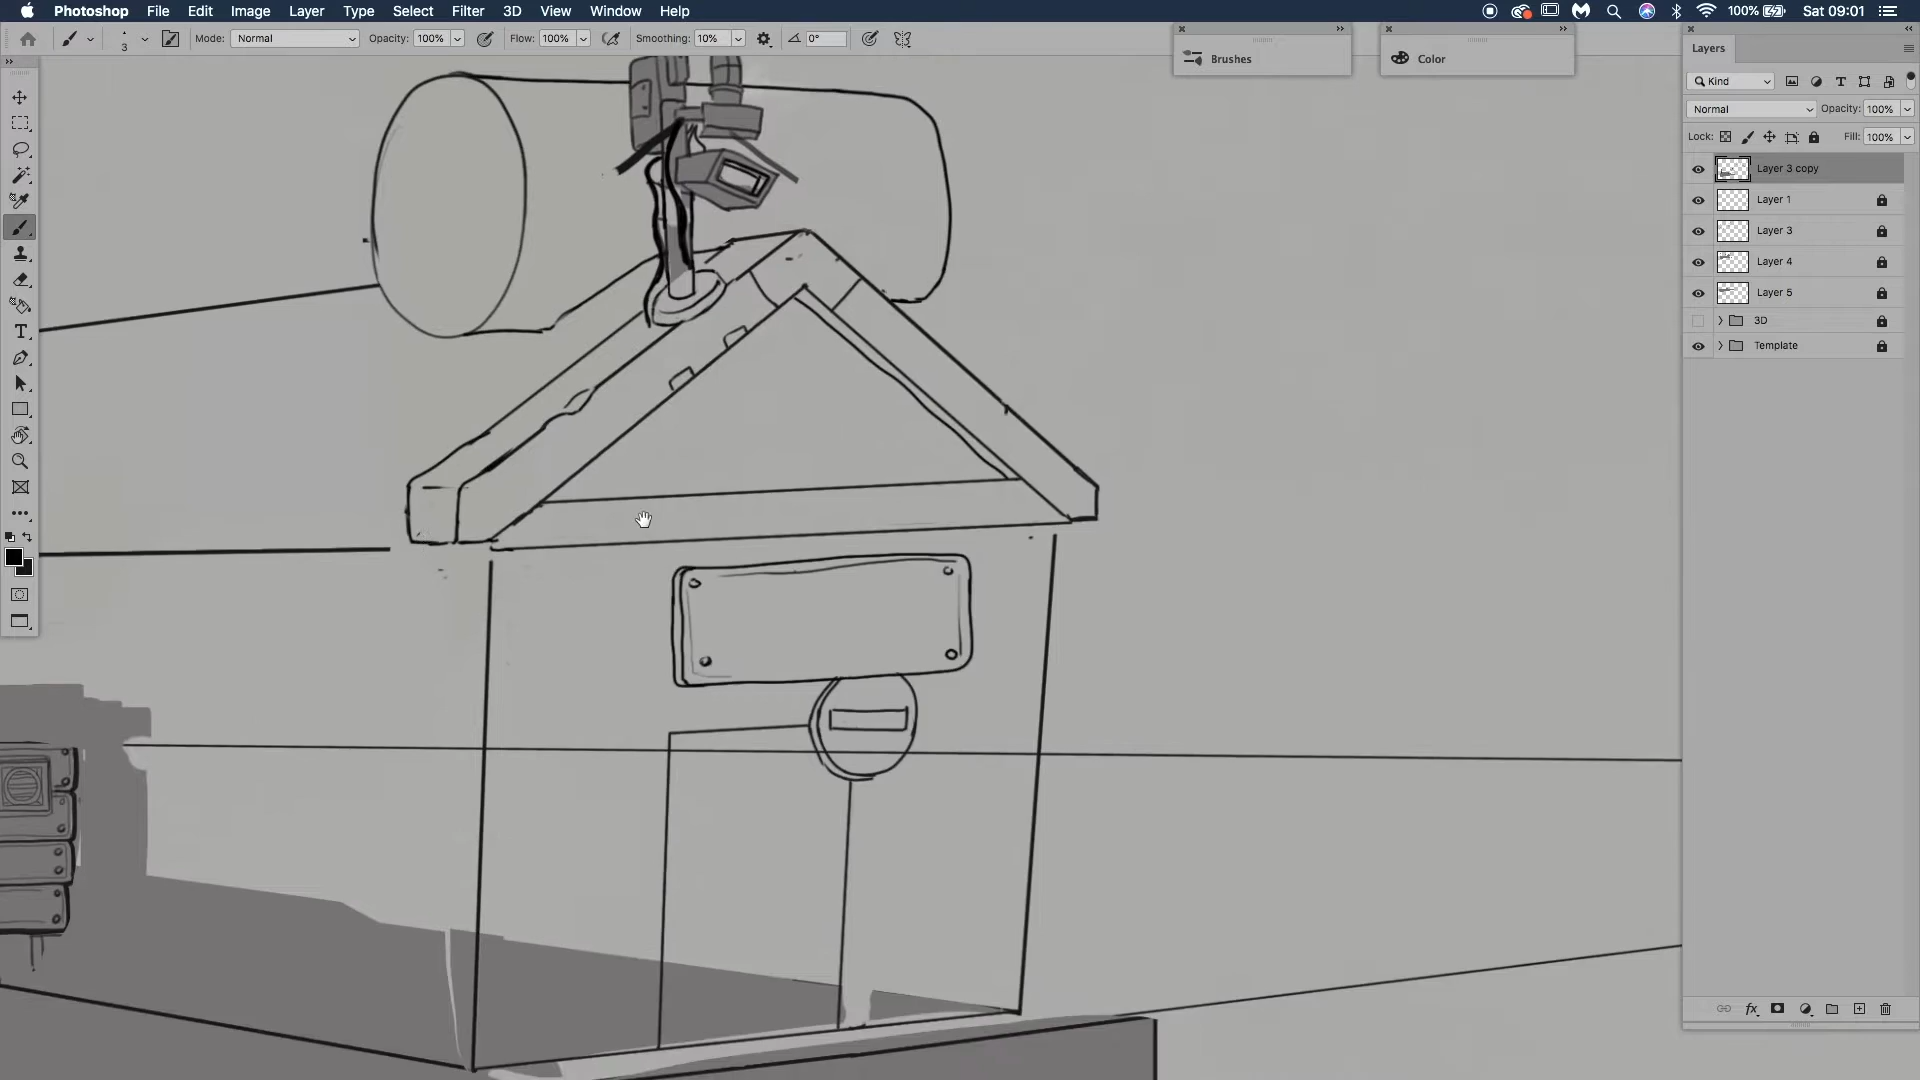 Photoshop File Edit Image Layer Type Select Filter 3D View Window Help 100% Sat 09:01
3 Mode: Normal Opacity: 100% Flow: 100% Smoothing: 10% 0°
Brushes
Color
Layers
Kind
Normal Opacity: 100%
Lock: Fill: 100%
Layer 3 copy
Layer 1
Layer 3
Layer 4
Layer 5
3D
Template